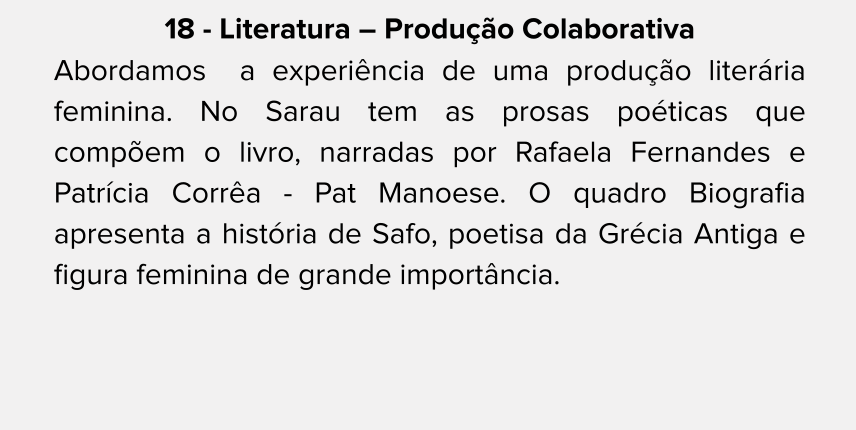 18 - Literatura – Produção Colaborativa
Abordamos a experiência de uma produção literária
feminina. No Sarau tem as prosas poéticas que
compõem o livro, narradas por Rafaela Fernandes e
Patrícia Corrêa - Pat Manoese. O quadro Biografia
apresenta a história de Safo, poetisa da Grécia Antiga e
figura feminina de grande importância.